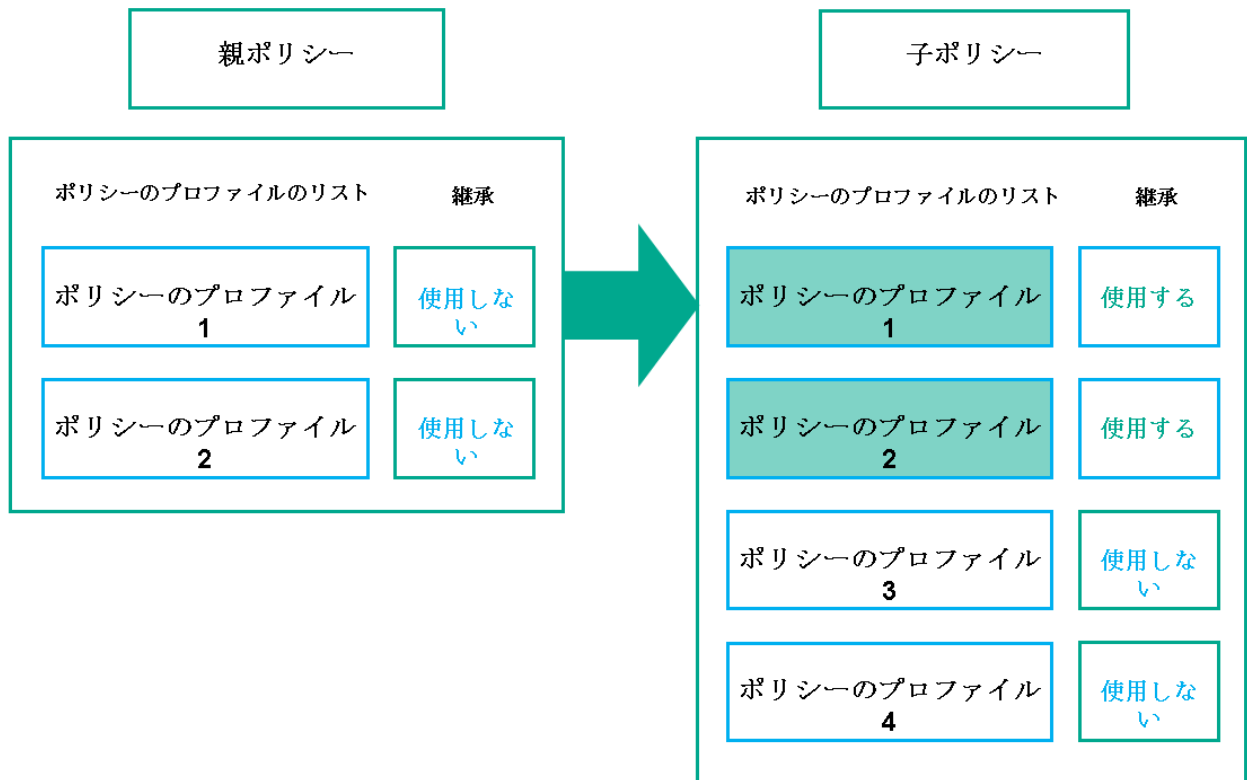 親ポリシー
ポリシーのプロファイルのリスト
継承
ポリシーのプロファイル
1
使用しな
い
ポリシーのプロファイル
2
使用しな
い
子ポリシー
ポリシーのプロファイルのリスト
継承
ポリシーのプロファイル
1
使用する
ポリシーのプロファイル
2
使用する
ポリシーのプロファイル
3
使用しな
い
ポリシーのプロファイル
4
使用しな
い